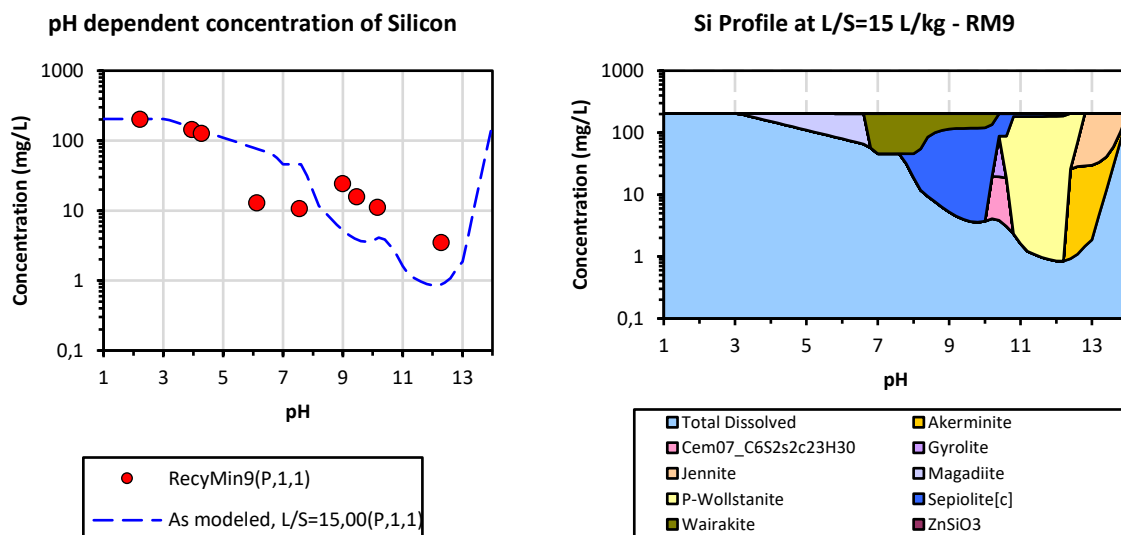 pH dependent concentration of Silicon
Concentration (mg/L)
1000
100
10
1
0,1
1 3 5 7 9 11 13
pH
RecyMin9(P,1,1)
As modeled, L/S=15,00(P,1,1)
Si Profile at L/S=15 L/kg - RM9
Concentration (mg/L)
1000
100
10
1
0,1
1 3 5 7 9 11 13
pH
Total Dissolved Akerminite
Cem07_C6S2s2c23H30 Gyrolite
Jennite Magadiite
P-Wollstanite Sepiolite[c]
Wairakite ZnSiO3